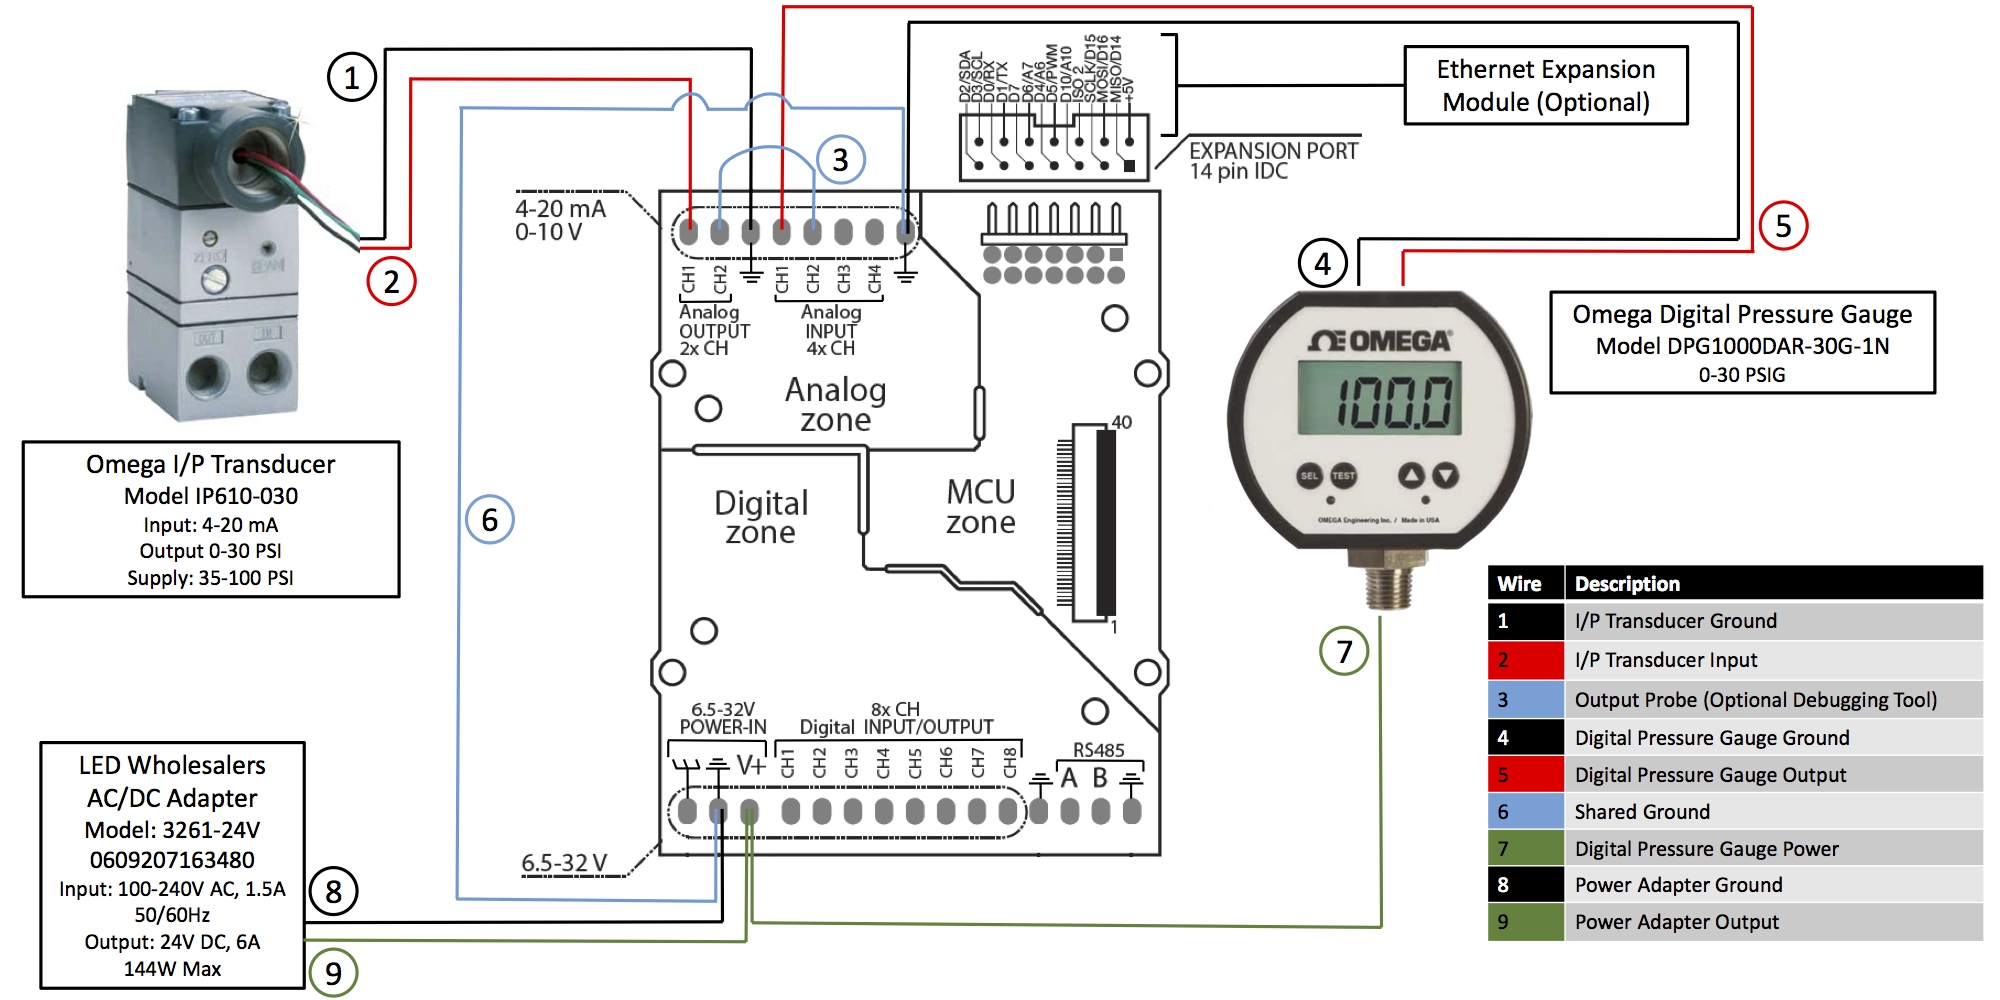 1
2
3
4
5
6
7
8
9
4-20 mA
0-10 V
D2/SDA
D3/SCL
D0/RX
D1/TX
D7
D6/A7
D4/A6
D5/PWM
D10/A10
ISO 2
SCLK/D15
MOSI/D16
MISO/D14
+5V
Ethernet Expansion
Module (Optional)
EXPANSION PORT
14 pin IDC
CH1
CH2
CH1
CH2
CH3
CH4
Analog
OUTPUT
2x CH
Analog
INPUT
4x CH
Analog
zone
Digital
zone
MCU
zone
40
1
ZERO
SPAN
OUT
IN
Omega I/P Transducer
Model IP610-030
Input: 4-20 mA
Output 0-30 PSI
Supply: 35-100 PSI
OMEGA®
100.0
SEL
TEST
OMEGA Engineering Inc. / Made in USA
Omega Digital Pressure Gauge
Model DPG1000DAR-30G-1N
0-30 PSIG
6.5-32V
POWER-IN
8x CH
Digital INPUT/OUTPUT
V+
CH1
CH2
CH3
CH4
CH5
CH6
CH7
CH8
RS485
A B
6.5-32 V
LED Wholesalers
AC/DC Adapter
Model: 3261-24V
0609207163480
Input: 100-240V AC, 1.5A
50/60Hz
Output: 24V DC, 6A
144W Max
Wire Description
1 I/P Transducer Ground
2 I/P Transducer Input
3 Output Probe (Optional Debugging Tool)
4 Digital Pressure Gauge Ground
5 Digital Pressure Gauge Output
6 Shared Ground
7 Digital Pressure Gauge Power
8 Power Adapter Ground
9 Power Adapter Output